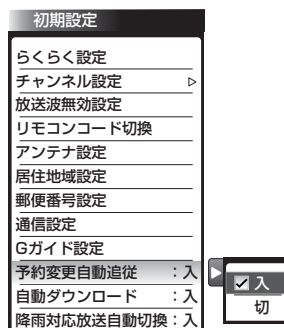 初期設定
らくらく設定
チャンネル設定
放送波無効設定
リモコンコード切換
アンテナ設定
居住地域設定
郵便番号設定
通信設定
Gガイド設定
予約変更自動追従 ：入
自動ダウンロード ：入
降雨対応放送自動切換：入
入
切